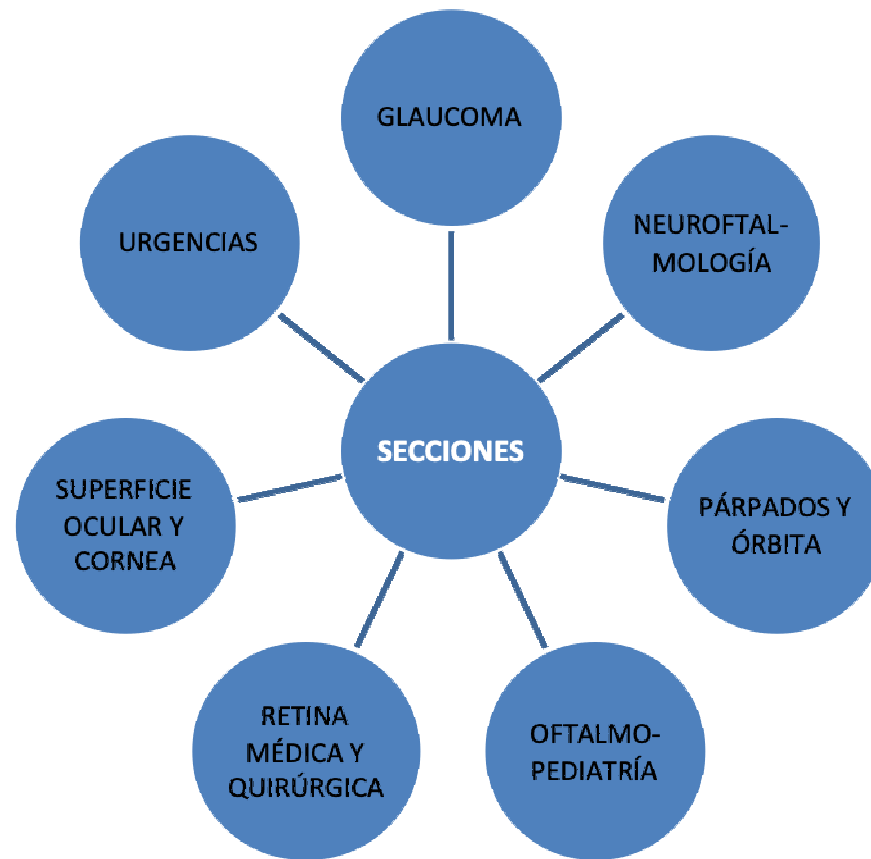 GLAUCOMA
NEUROFTAL-
MOLOGÍA
PÁRPADOS Y
ÓRBITA
OFTALMO-
PEDIATRÍA
RETINA
MÉDICA Y
QUIRÚRGICA
SUPERFICIE
OCULAR Y
CORNEA
URGENCIAS
SECCIONES